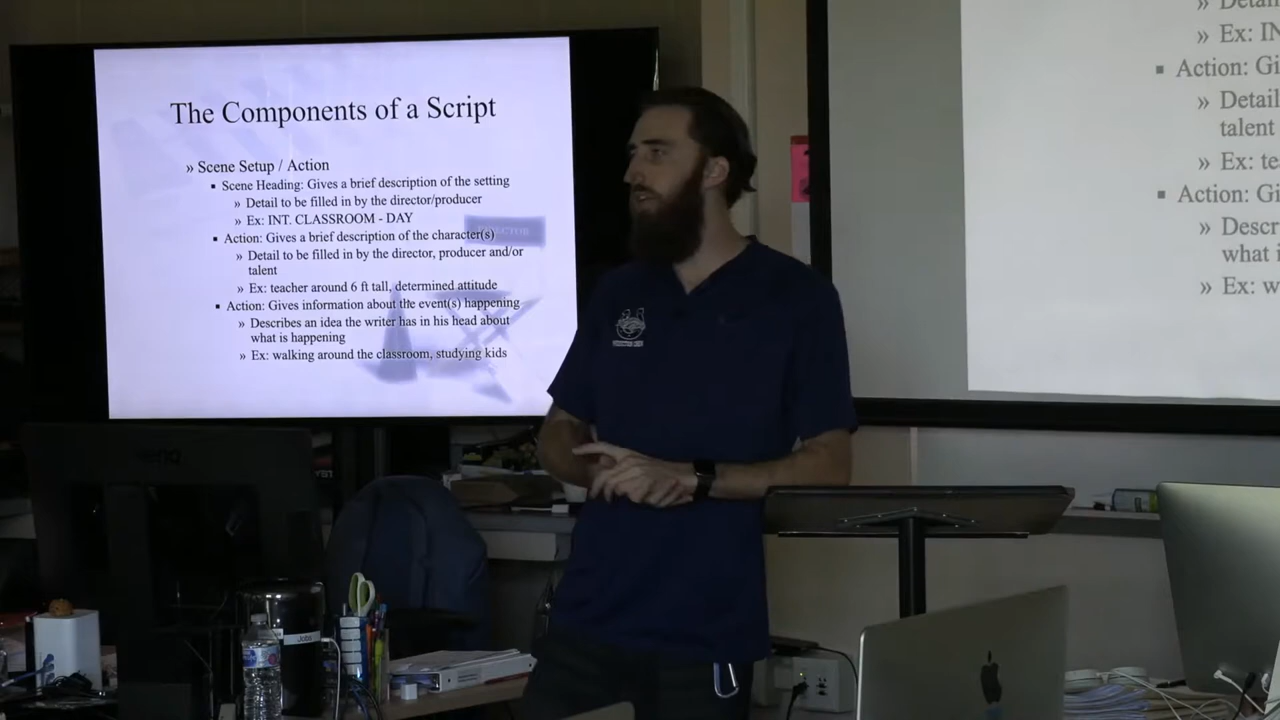 The Components of a Script
» Scene Setup / Action
▪ Scene Heading: Gives a brief description of the setting
» Detail to be filled in by the director/producer
» Ex: INT. CLASSROOM - DAY
▪ Action: Gives a brief description of the character(s)
» Detail to be filled in by the director, producer and/or
talent
» Ex: teacher around 6 ft tall, determined attitude
▪ Action: Gives information about the event(s) happening
» Describes an idea the writer has in his head about
what is happening
» Ex: walking around the classroom, studying kids
» Detail
» Ex: IN
▪ Action: Gi
» Detail
talent
» Ex: te
▪ Action: Gi
» Descr
what i
» Ex: w
BenQ
Jobs